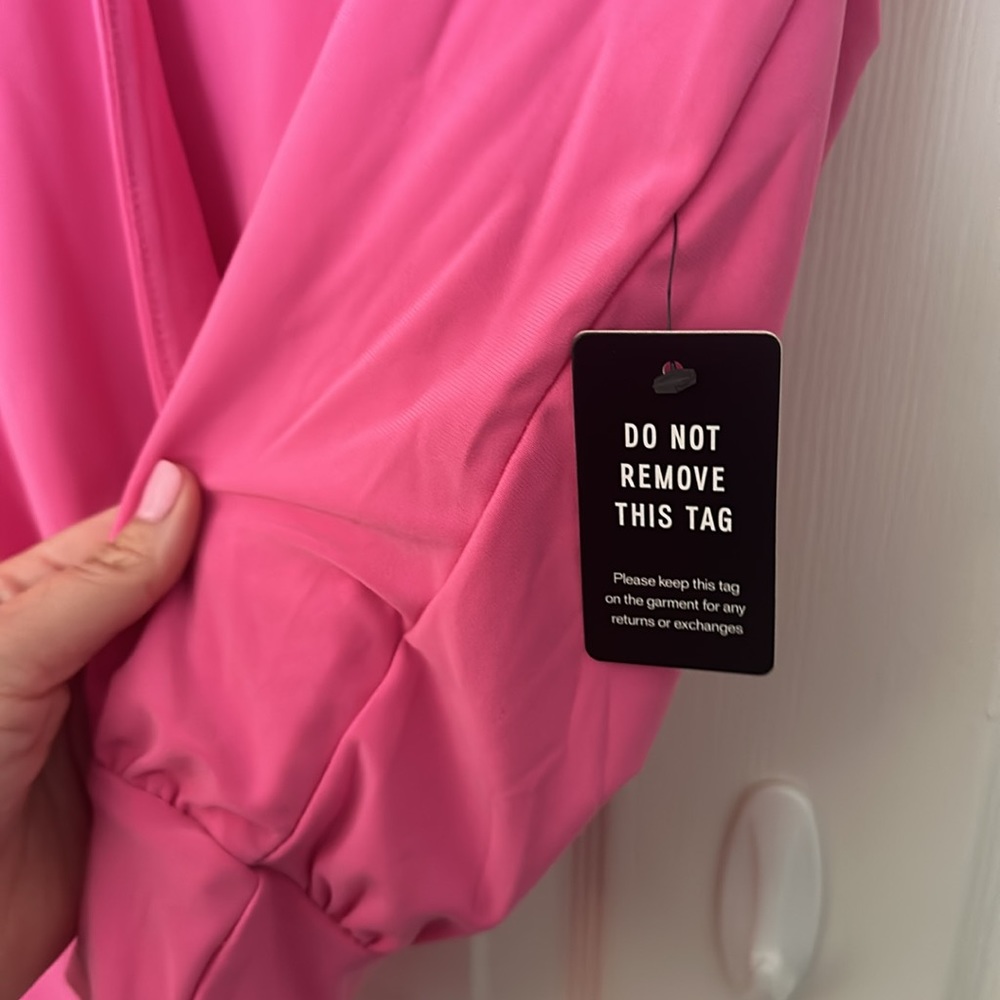 DO NOT
REMOVE
THIS TAG
Please keep this tag
on the garment for any
returns or exchanges